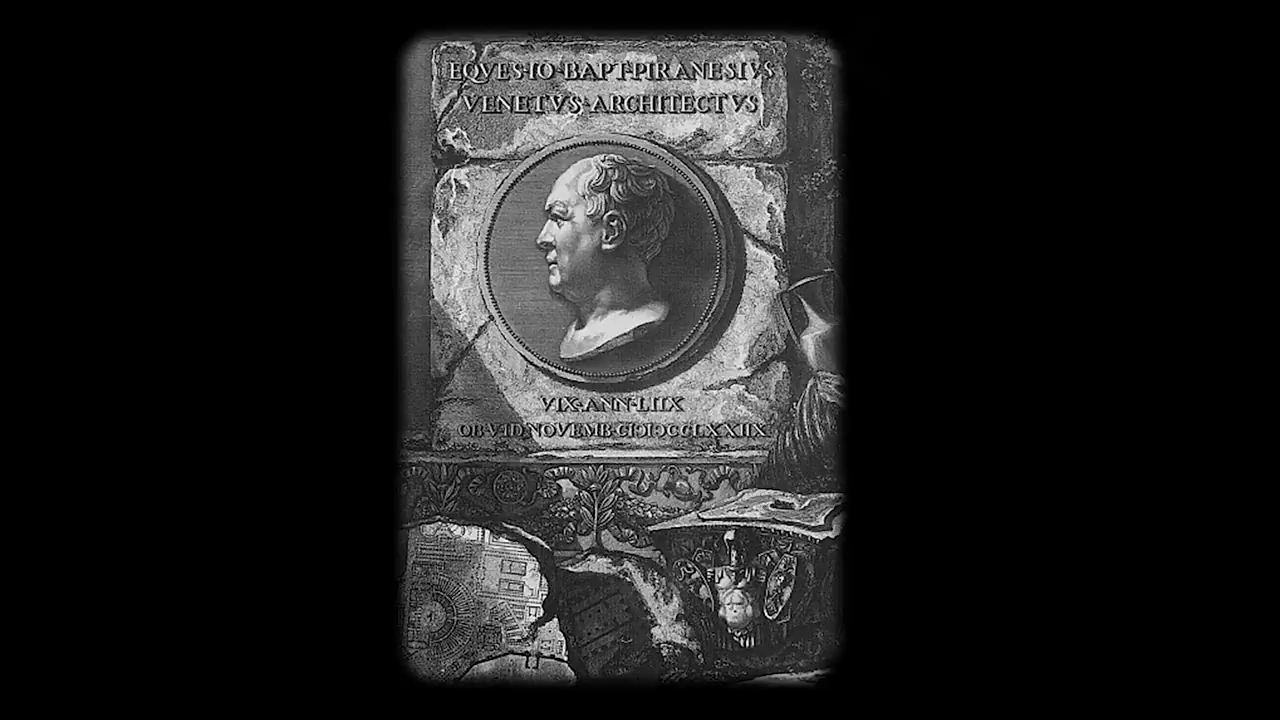 EQVES·IO·BAPT·PIRANESIVS
VENETVS·ARCHITECTVS
VIX·ANN·LIIX
OB·V·ID·NOVEMB·CIƆIƆCCLXXIIX